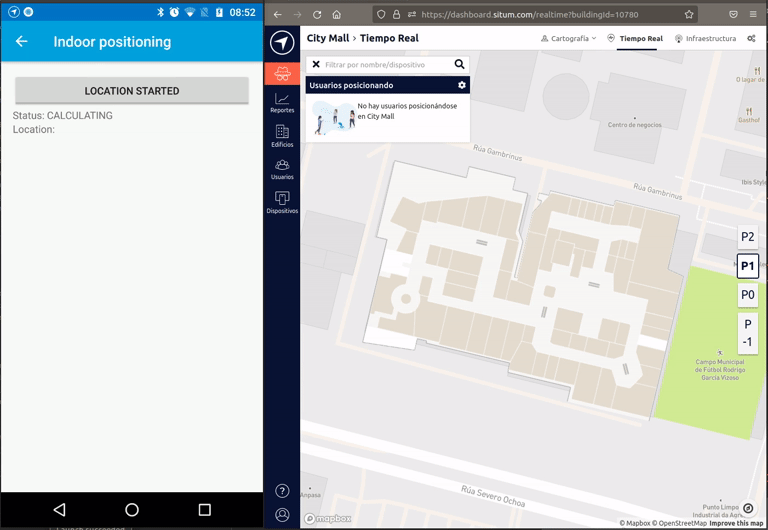 08:52
Indoor positioning
LOCATION STARTED
Status: CALCULATING
Location:
https://dashboard.situm.com/realtime?buildingId=10780
City Mall > Tiempo Real
Cartografía
Tiempo Real
Infraestructura
Filtrar por nombre/dispositivo
Usuarios posicionando
No hay usuarios posicionándose
en City Mall
Reportes
Edificios
Usuarios
Dispositivos
O lagar de
Gasthof
Centro de negocios
Ibis Style
Rúa Gambrinus
Rúa Gambrinus
P2
P1
P0
P
-1
Campo Municipal
de Fútbol Rodrigo
García Vizoso
Rúa Severo Ochoa
Anpasa
Punto Limpo
Industrial da Agre
mapbox
© Mapbox © OpenStreetMap Improve this map